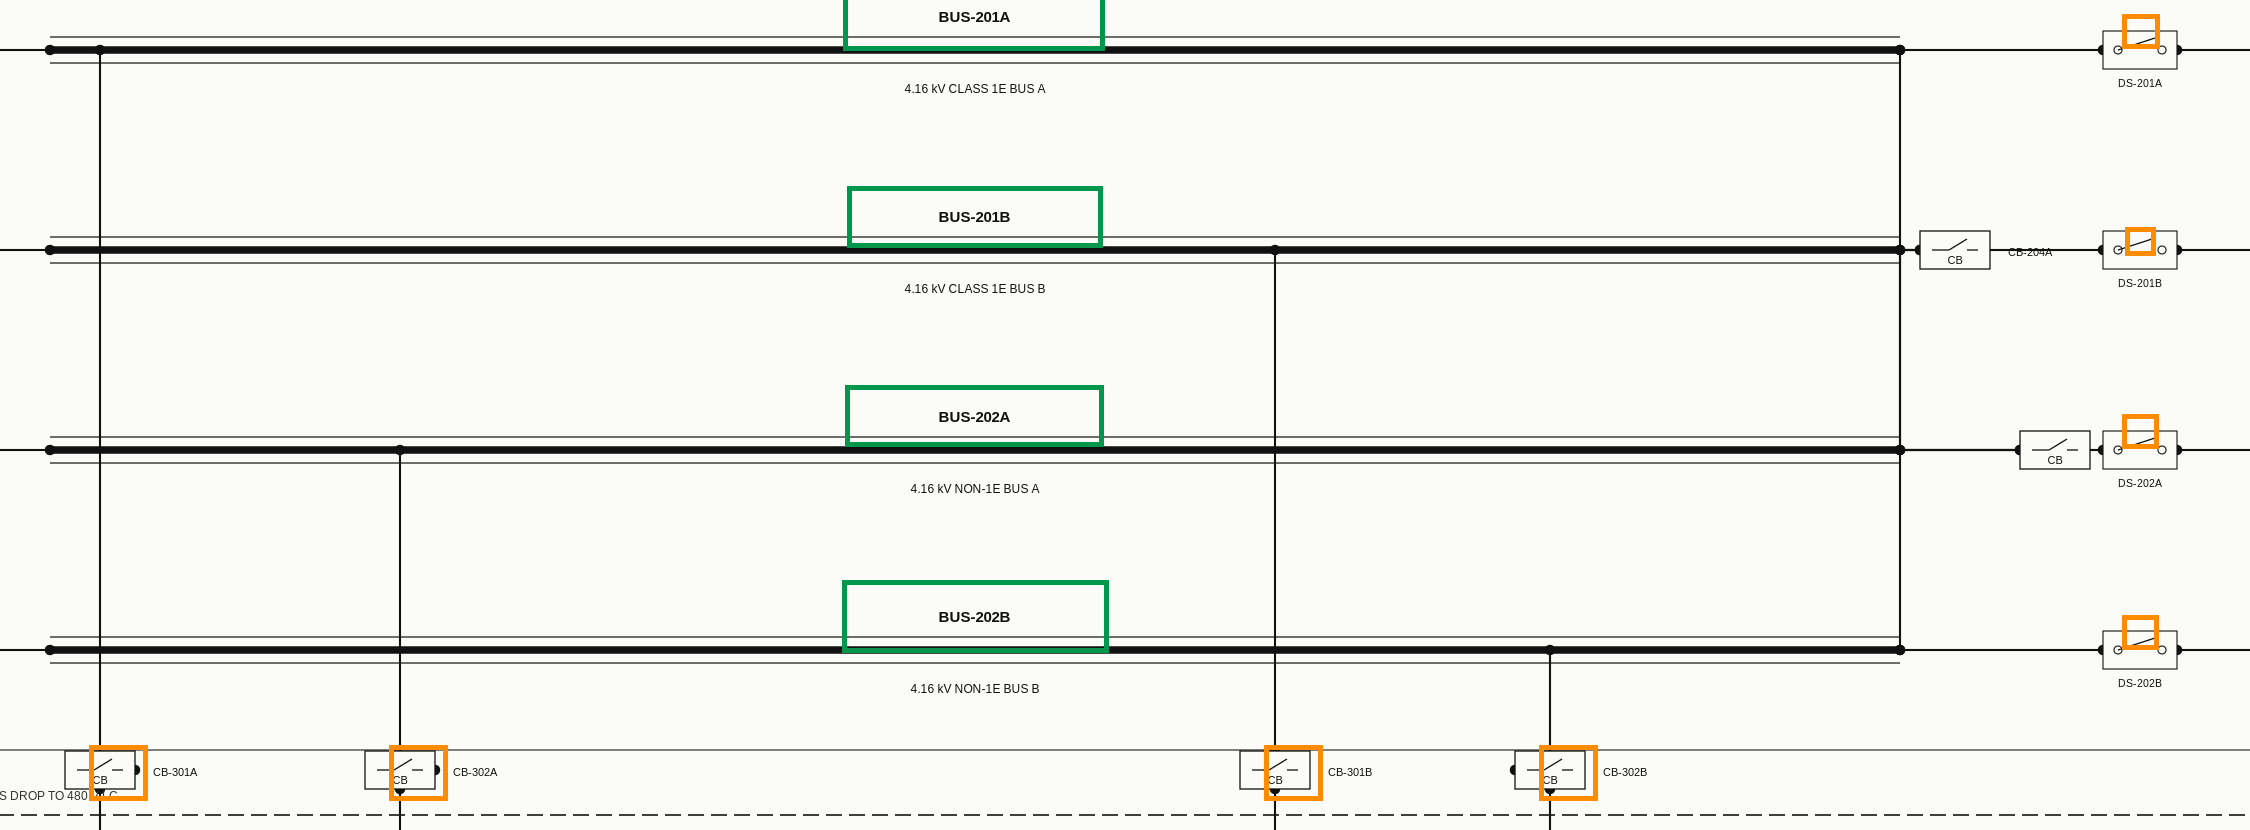 BUS-201A
4.16 kV CLASS 1E BUS A
DS-201A
BUS-201B
4.16 kV CLASS 1E BUS B
CB
CB-204A
DS-201B
BUS-202A
4.16 kV NON-1E BUS A
CB
DS-202A
BUS-202B
4.16 kV NON-1E BUS B
DS-202B
CB
CB-301A
CB
CB-302A
CB
CB-301B
CB
CB-302B
S DROP TO 480